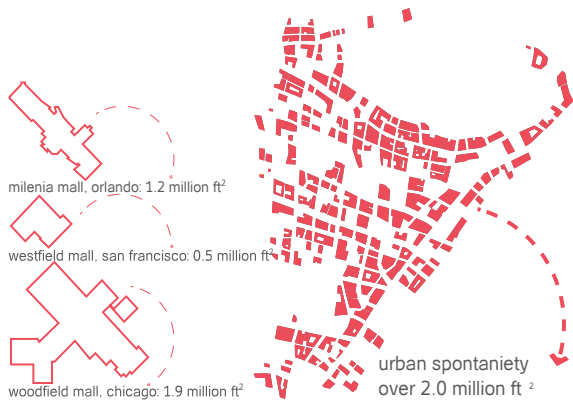 milenia mall, orlando: 1.2 million ft²
westfield mall, san francisco: 0.5 million ft²
woodfield mall, chicago: 1.9 million ft²
urban spontaniety
over 2.0 million ft ²